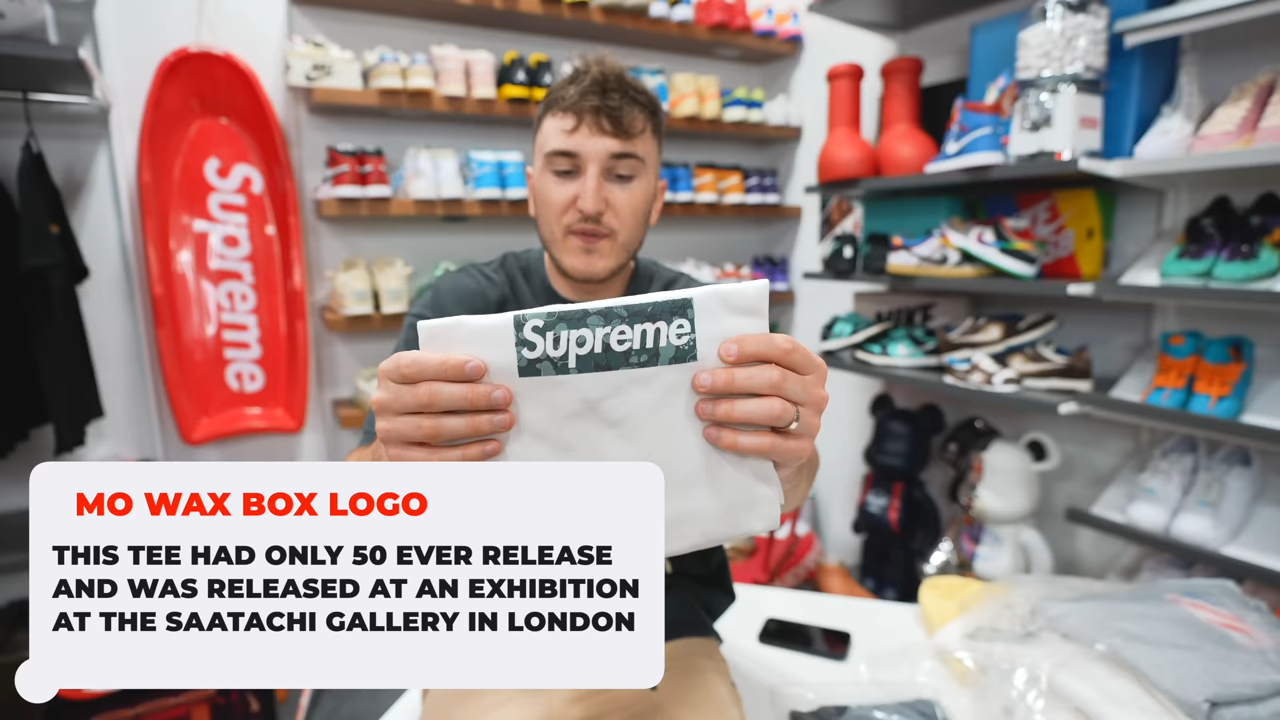 Supreme
Supreme
MO WAX BOX LOGO
THIS TEE HAD ONLY 50 EVER RELEASE
AND WAS RELEASED AT AN EXHIBITION
AT THE SAATACHI GALLERY IN LONDON